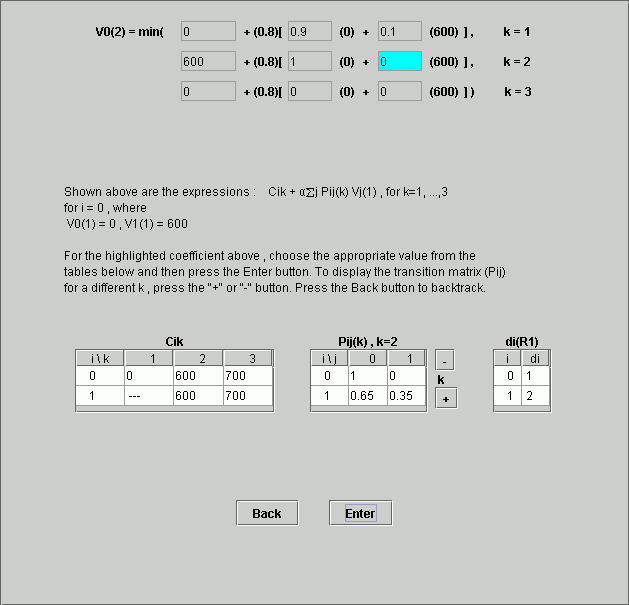 V0(2) = min( 0 + (0.8)[ 0.9 (0) + 0.1 (600) ] , k = 1
600 + (0.8)[ 1 (0) + 0 (600) ] , k = 2
0 + (0.8)[ 0 (0) + 0 (600) ] ) k = 3
Shown above are the expressions : Cik + α∑j Pij(k) Vj(1) , for k=1, ...,3
for i = 0 , where
V0(1) = 0 , V1(1) = 600
For the highlighted coefficient above , choose the appropriate value from the
tables below and then press the Enter button. To display the transition matrix (Pij)
for a different k , press the "+" or "-" button. Press the Back button to backtrack.
Cik Pij(k) , k=2 di(R1)
i \ k 1 2 3 i \ j 0 1 - i di
0 0 600 700 0 1 0 k 0 1
1 --- 600 700 1 0.65 0.35 + 1 2
Back Enter